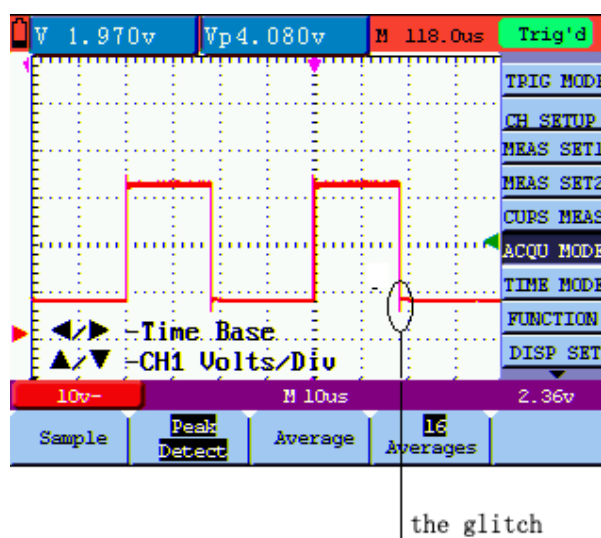 V 1.970v Vp4.080v M 118.0us Trig'd
TRIG MODE
CH SETUP
MEAS SET1
MEAS SET2
CURS MEAS
ACQU MODE
TIME MODE
FUNCTION
DISP SET
◀/▶ -Time Base
▲/▼ -CH1 Volts/Div
10v- M 10us 2.36v
Sample Peak Detect Average 16 Averages
the glitch